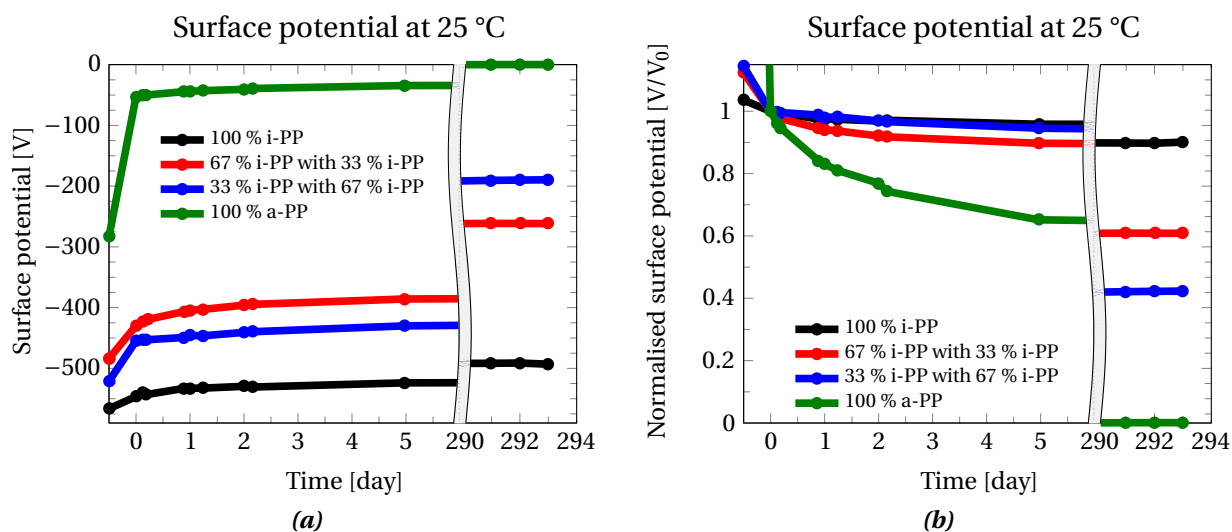 Surface potential at 25 °C
0
−100
−200
−300
−400
−500
Surface potential [V]
100 % i-PP
67 % i-PP with 33 % i-PP
33 % i-PP with 67 % i-PP
100 % a-PP
0 1 2 3 4 5 290 292 294
Time [day]
(a)
Surface potential at 25 °C
1
0.8
0.6
0.4
0.2
0
Normalised surface potential [V/V0]
100 % i-PP
67 % i-PP with 33 % i-PP
33 % i-PP with 67 % i-PP
100 % a-PP
0 1 2 3 4 5 290 292 294
Time [day]
(b)